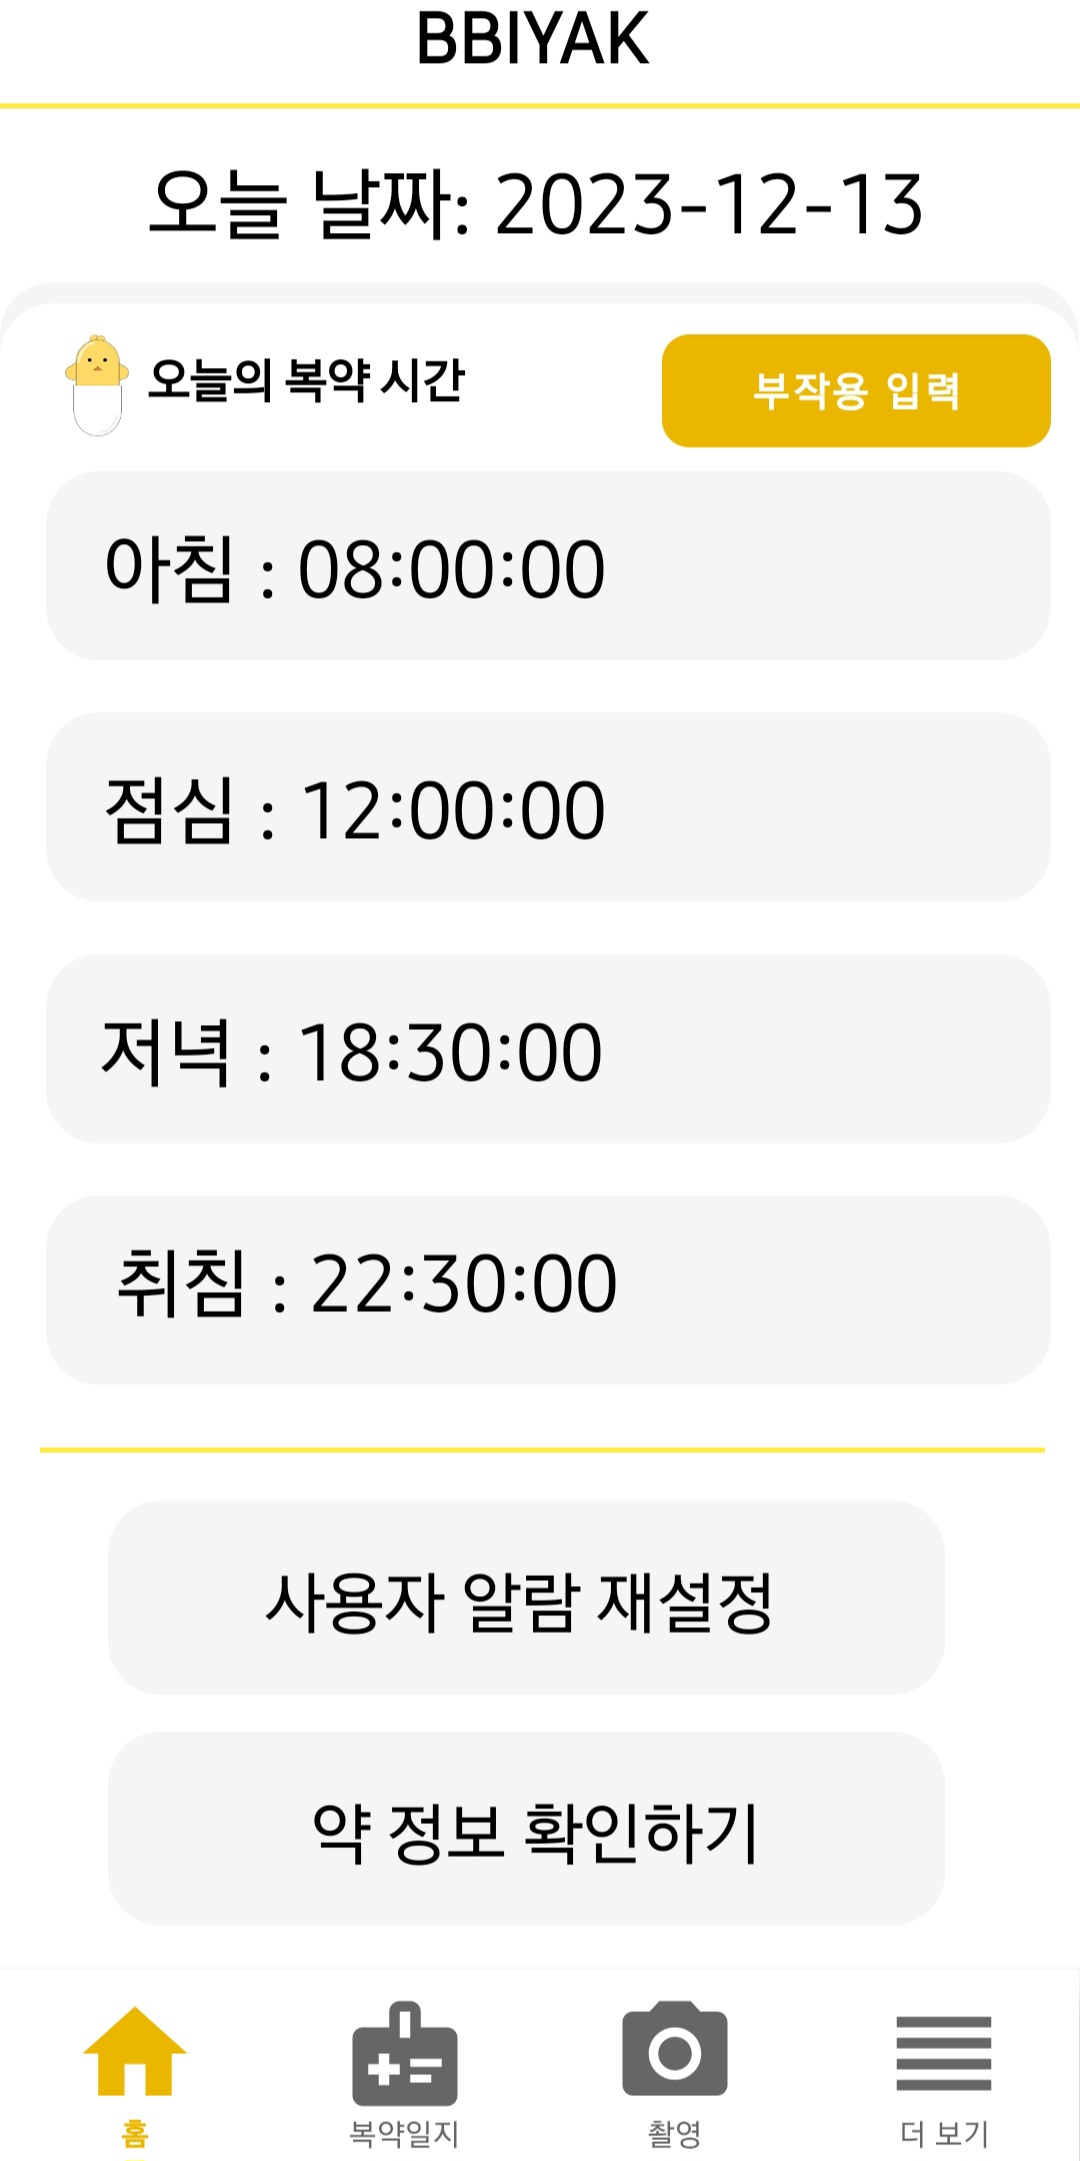 BBIYAK
오늘 날짜: 2023-12-13
오늘의 복약 시간
부작용 입력
아침 : 08:00:00
점심 : 12:00:00
저녁 : 18:30:00
취침 : 22:30:00
사용자 알람 재설정
약 정보 확인하기
홈
복약일지
촬영
더 보기